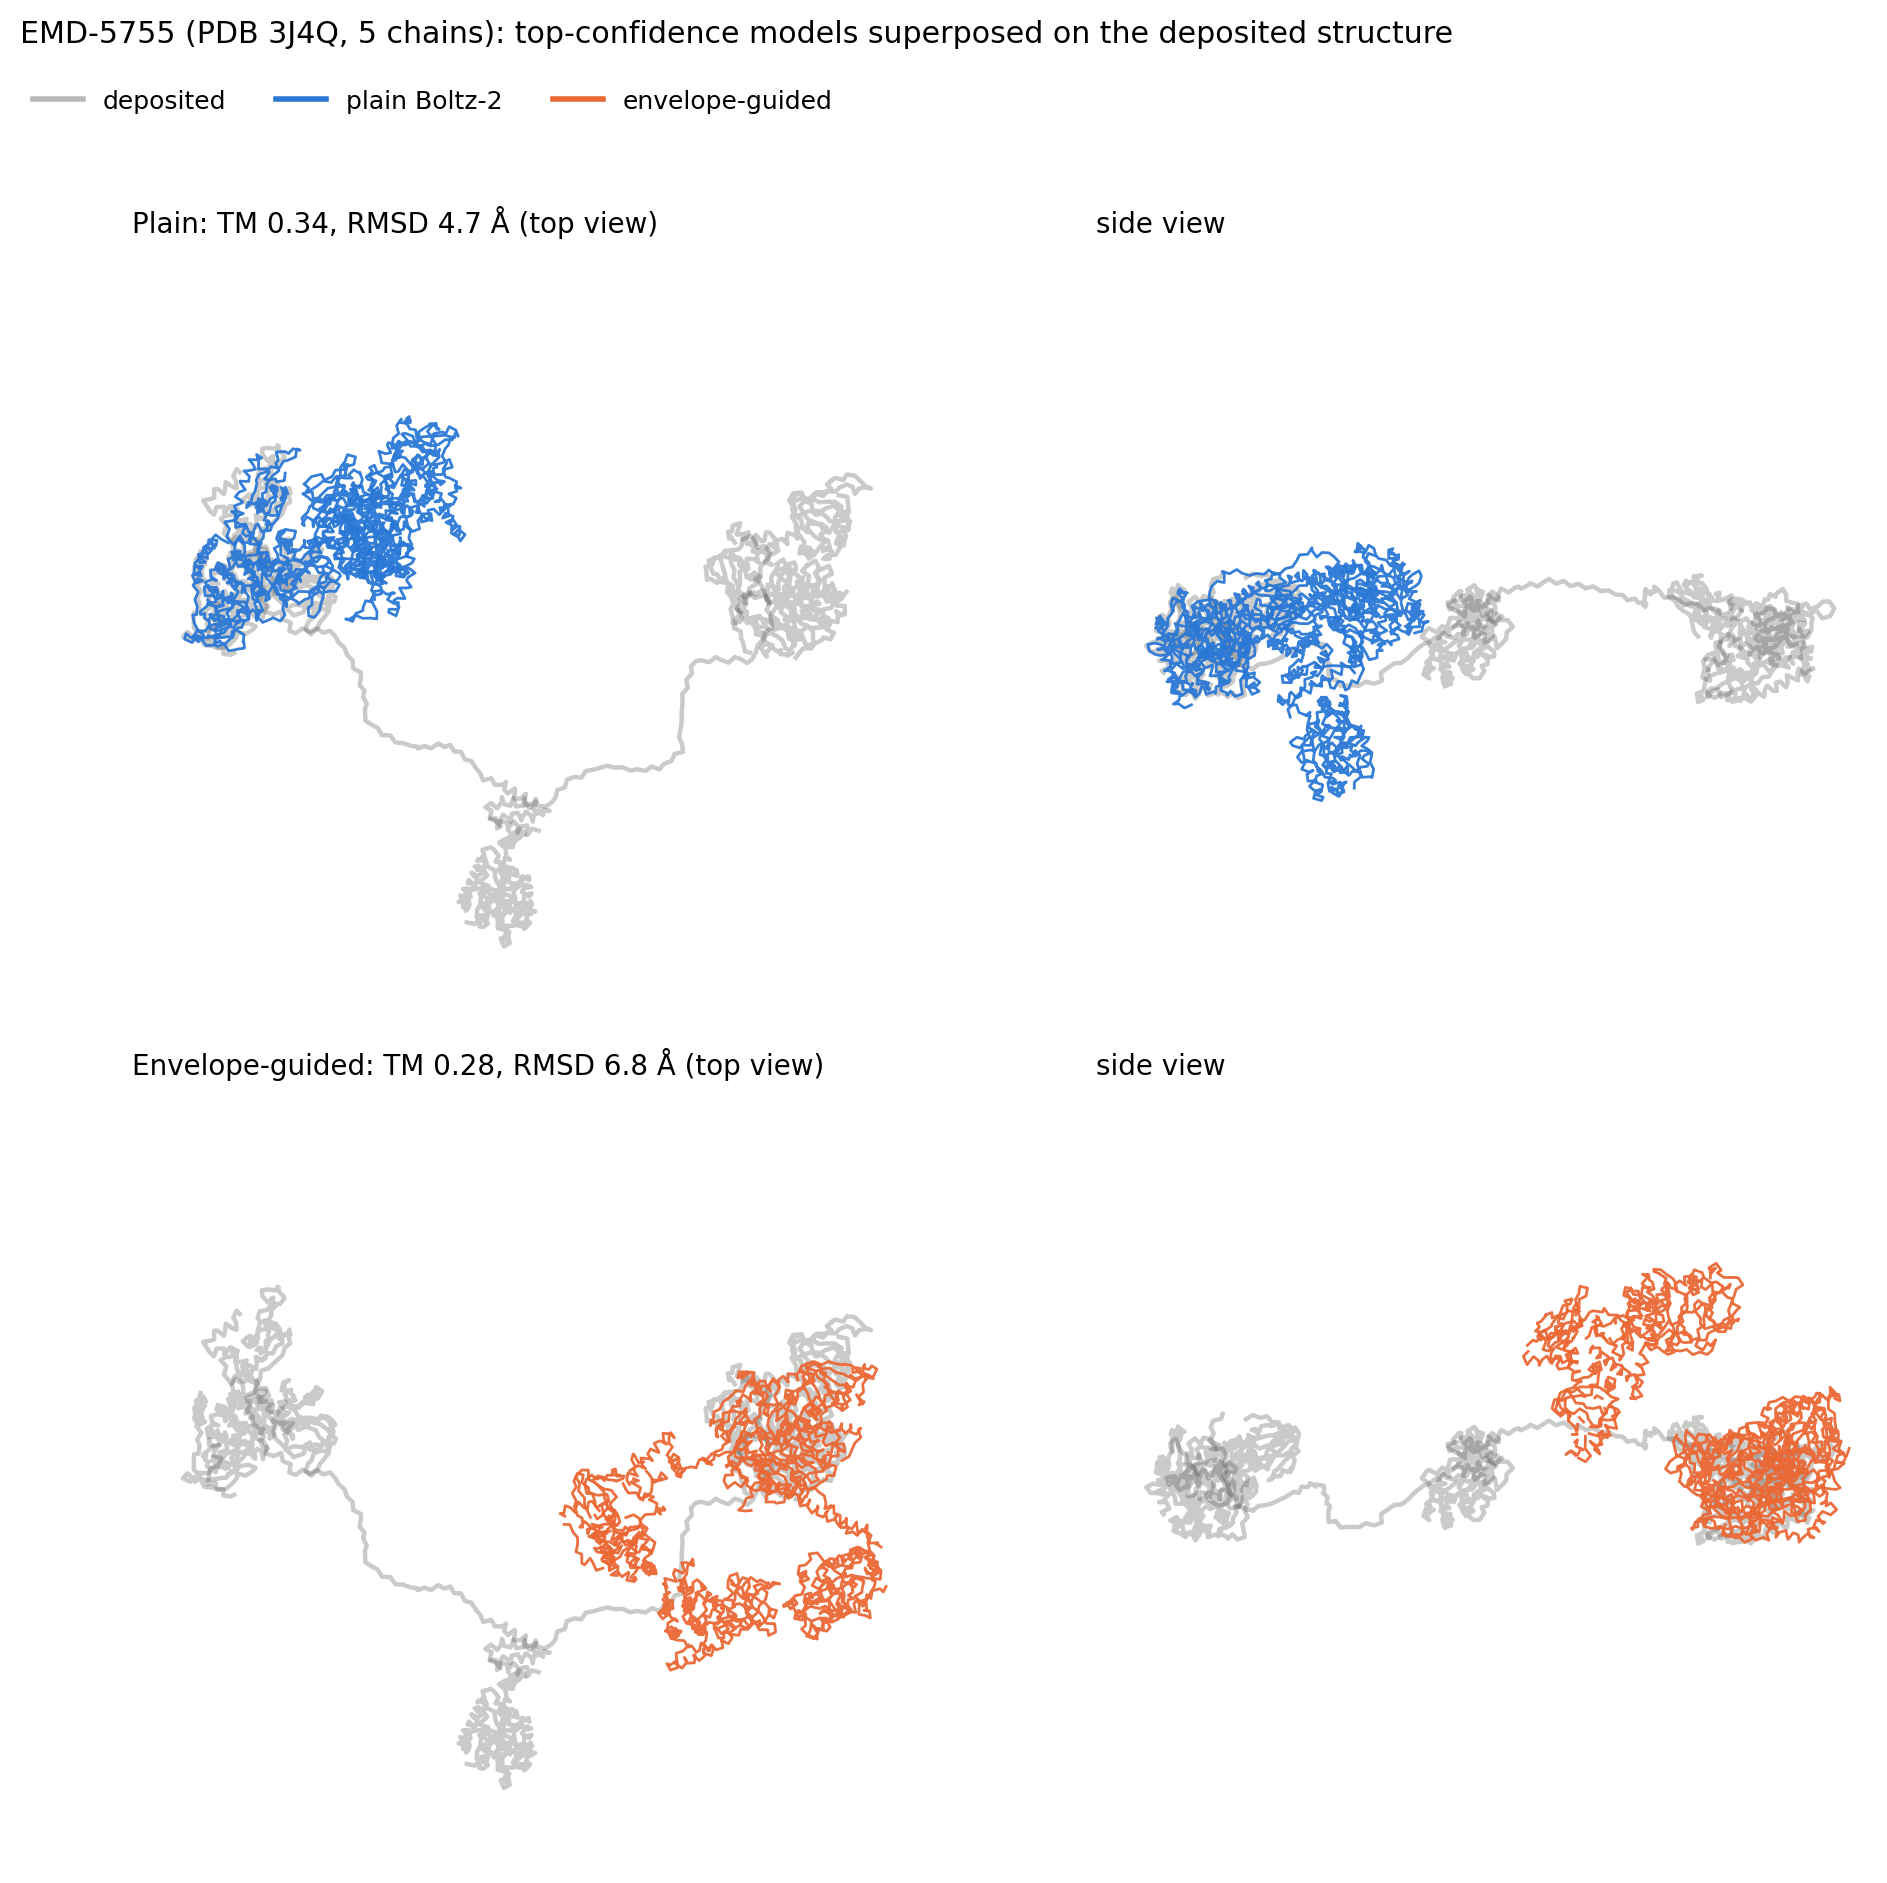 EMD-5755 (PDB 3J4Q, 5 chains): top-confidence models superposed on the deposited structure
deposited
plain Boltz-2
envelope-guided
Plain: TM 0.34, RMSD 4.7 Å (top view)
side view
Envelope-guided: TM 0.28, RMSD 6.8 Å (top view)
side view